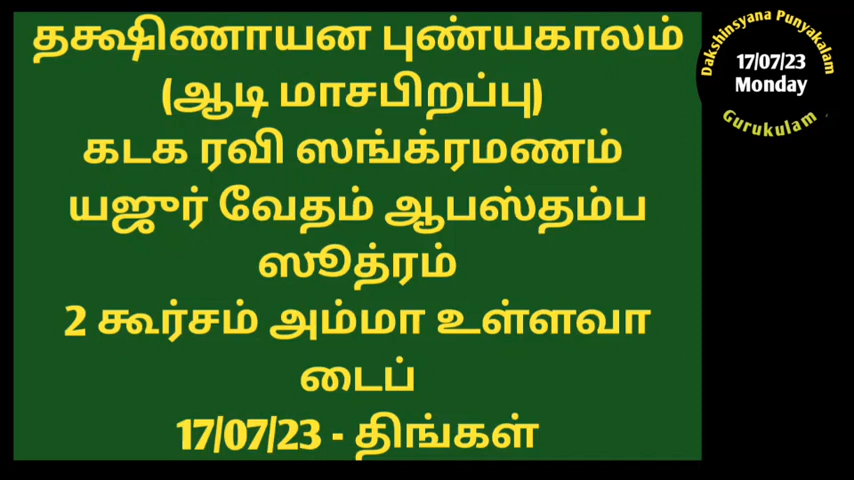 தக்ஷிணாயன புண்யகாலம்
(ஆடி மாசபிறப்பு)
கடக ரவி ஸங்க்ரமணம்
யஜுர் வேதம் ஆபஸ்தம்ப
ஸூத்ரம்
2 கூர்சம் அம்மா உள்ளவா
டைப்
17/07/23 - திங்கள்
Dakshinsyana Punyakalam
17/07/23
Monday
Gurukulam